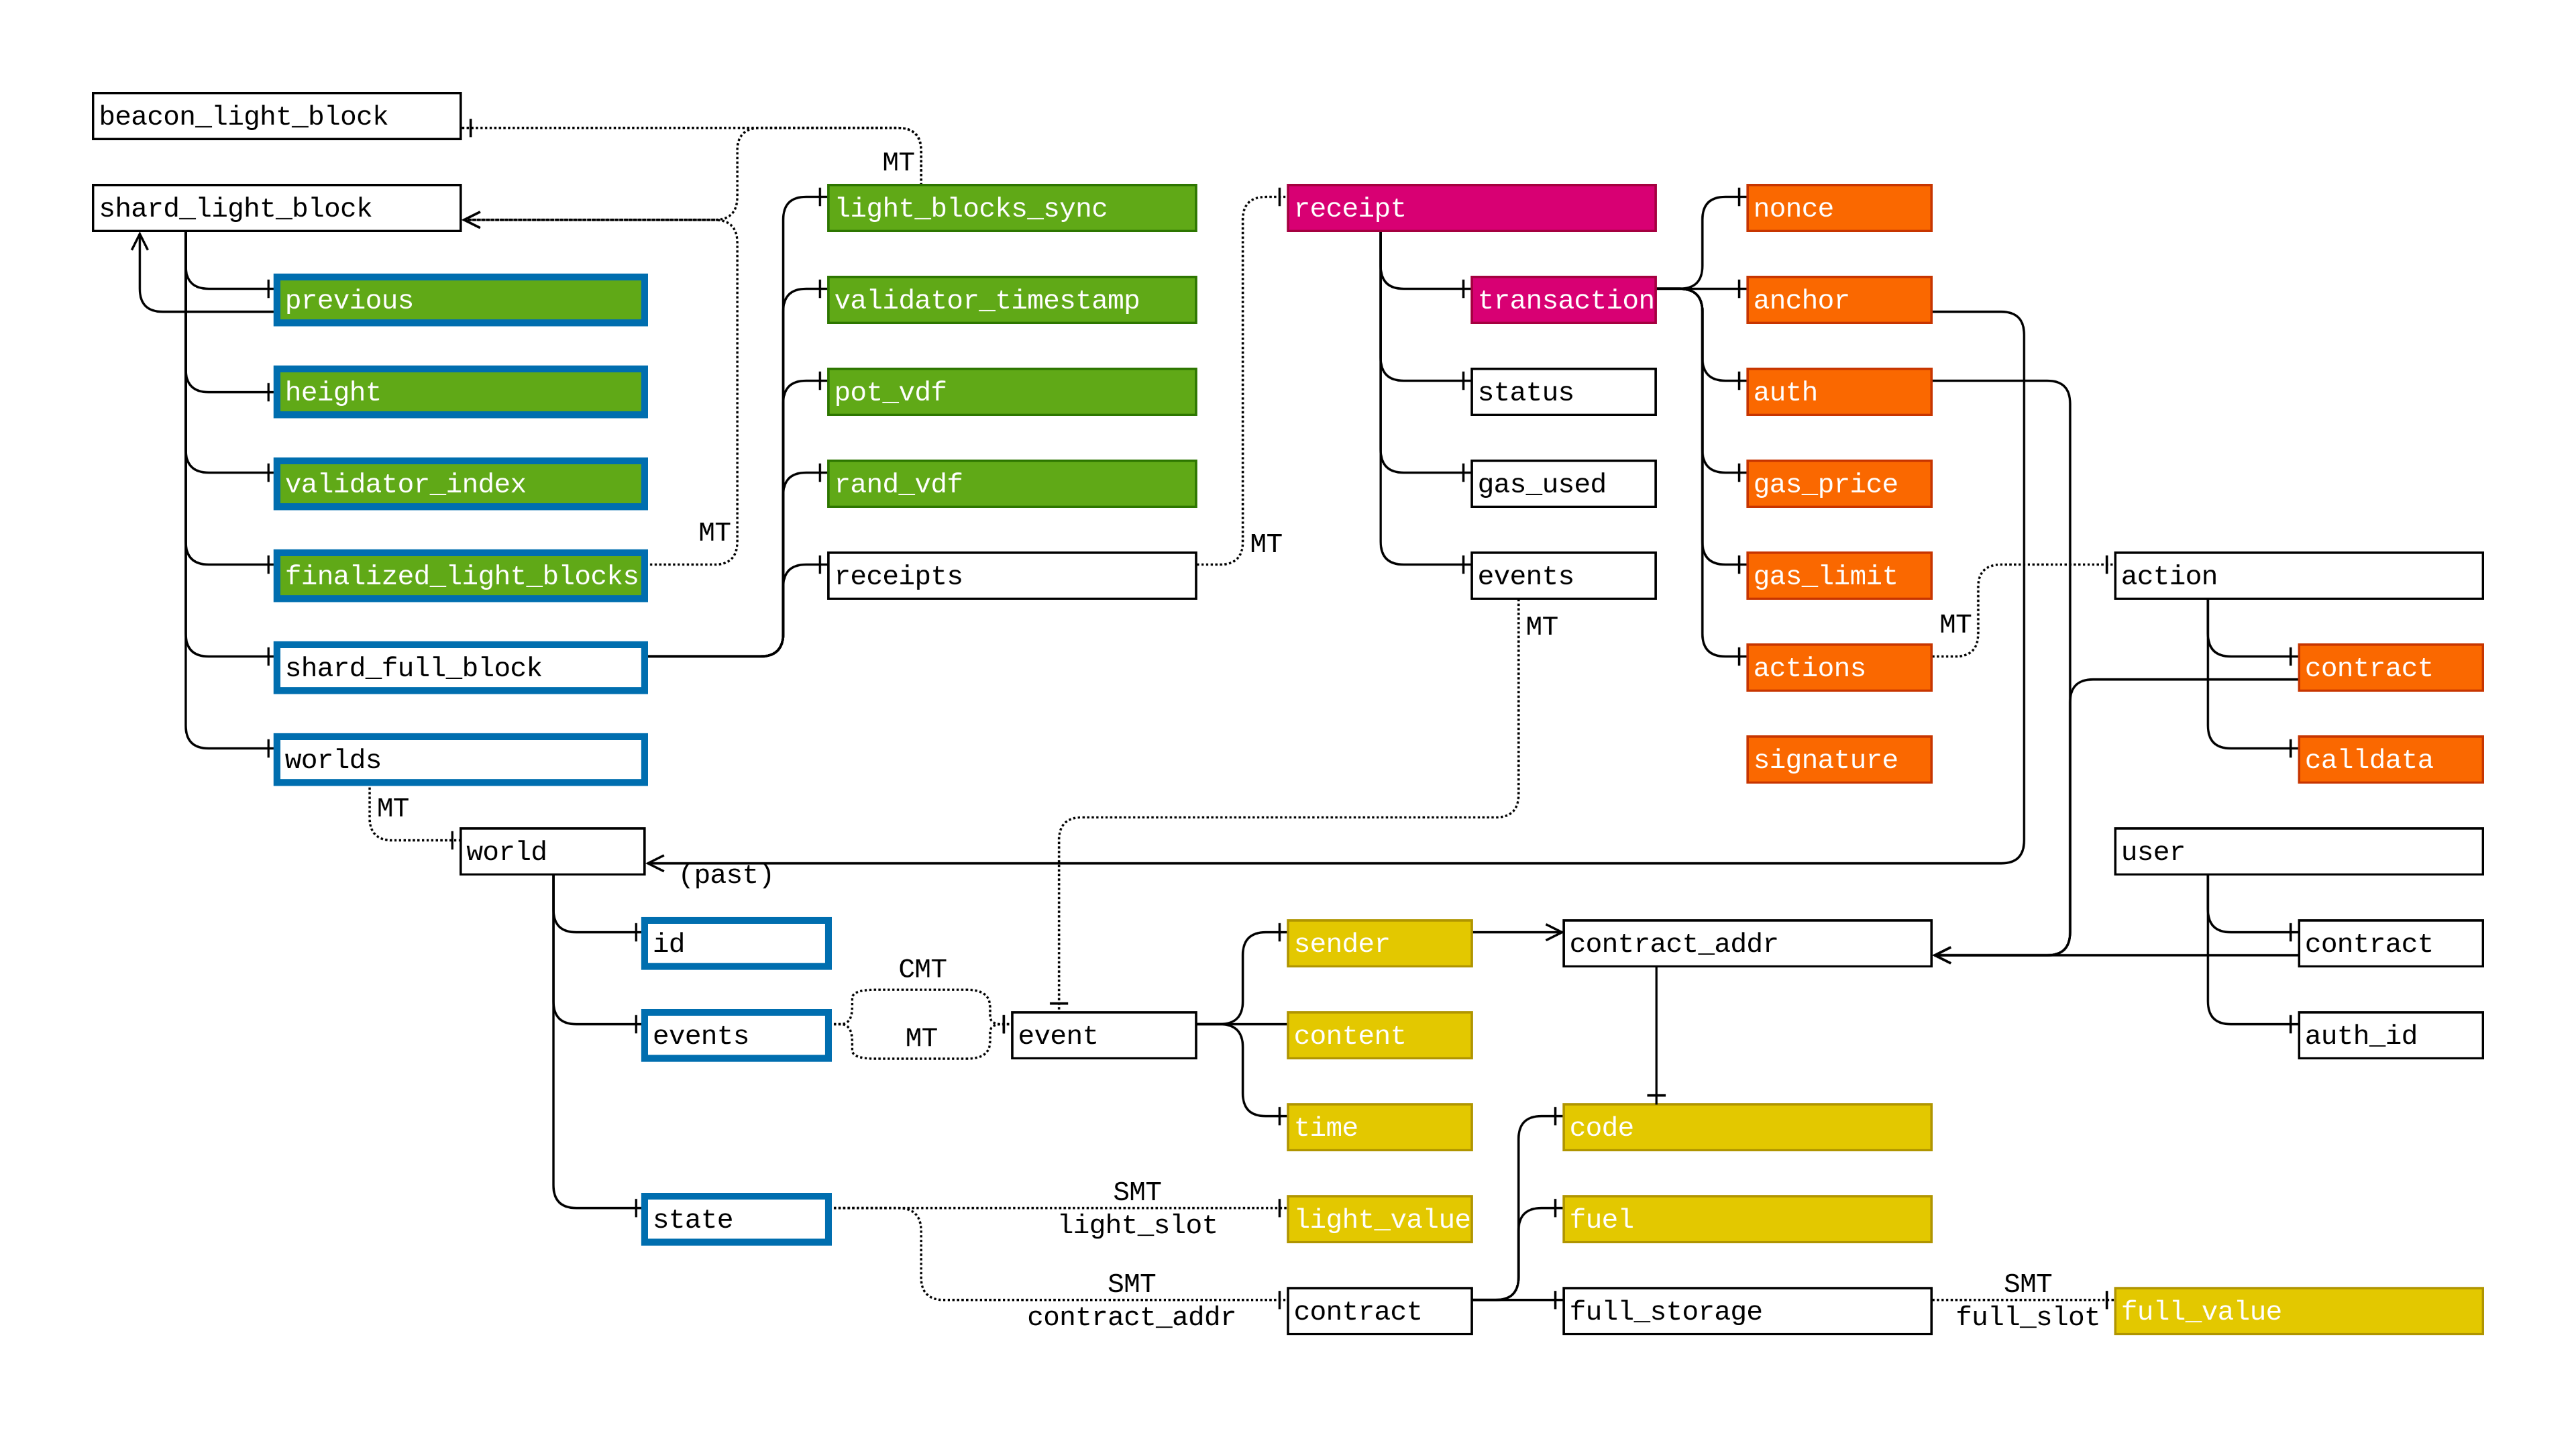 beacon_light_block
MT
shard_light_block
light_blocks_sync
receipt
nonce
previous
validator_timestamp
transaction
anchor
height
pot_vdf
status
auth
validator_index
rand_vdf
gas_used
gas_price
MT
MT
finalized_light_blocks
receipts
events
gas_limit
action
MT
MT
shard_full_block
actions
contract
worlds
signature
calldata
MT
world
(past)
user
id
CMT
sender
contract_addr
contract
events
MT
event
content
auth_id
time
code
state
SMT
light_slot
light_value
fuel
SMT
contract_addr
contract
full_storage
SMT
full_slot
full_value